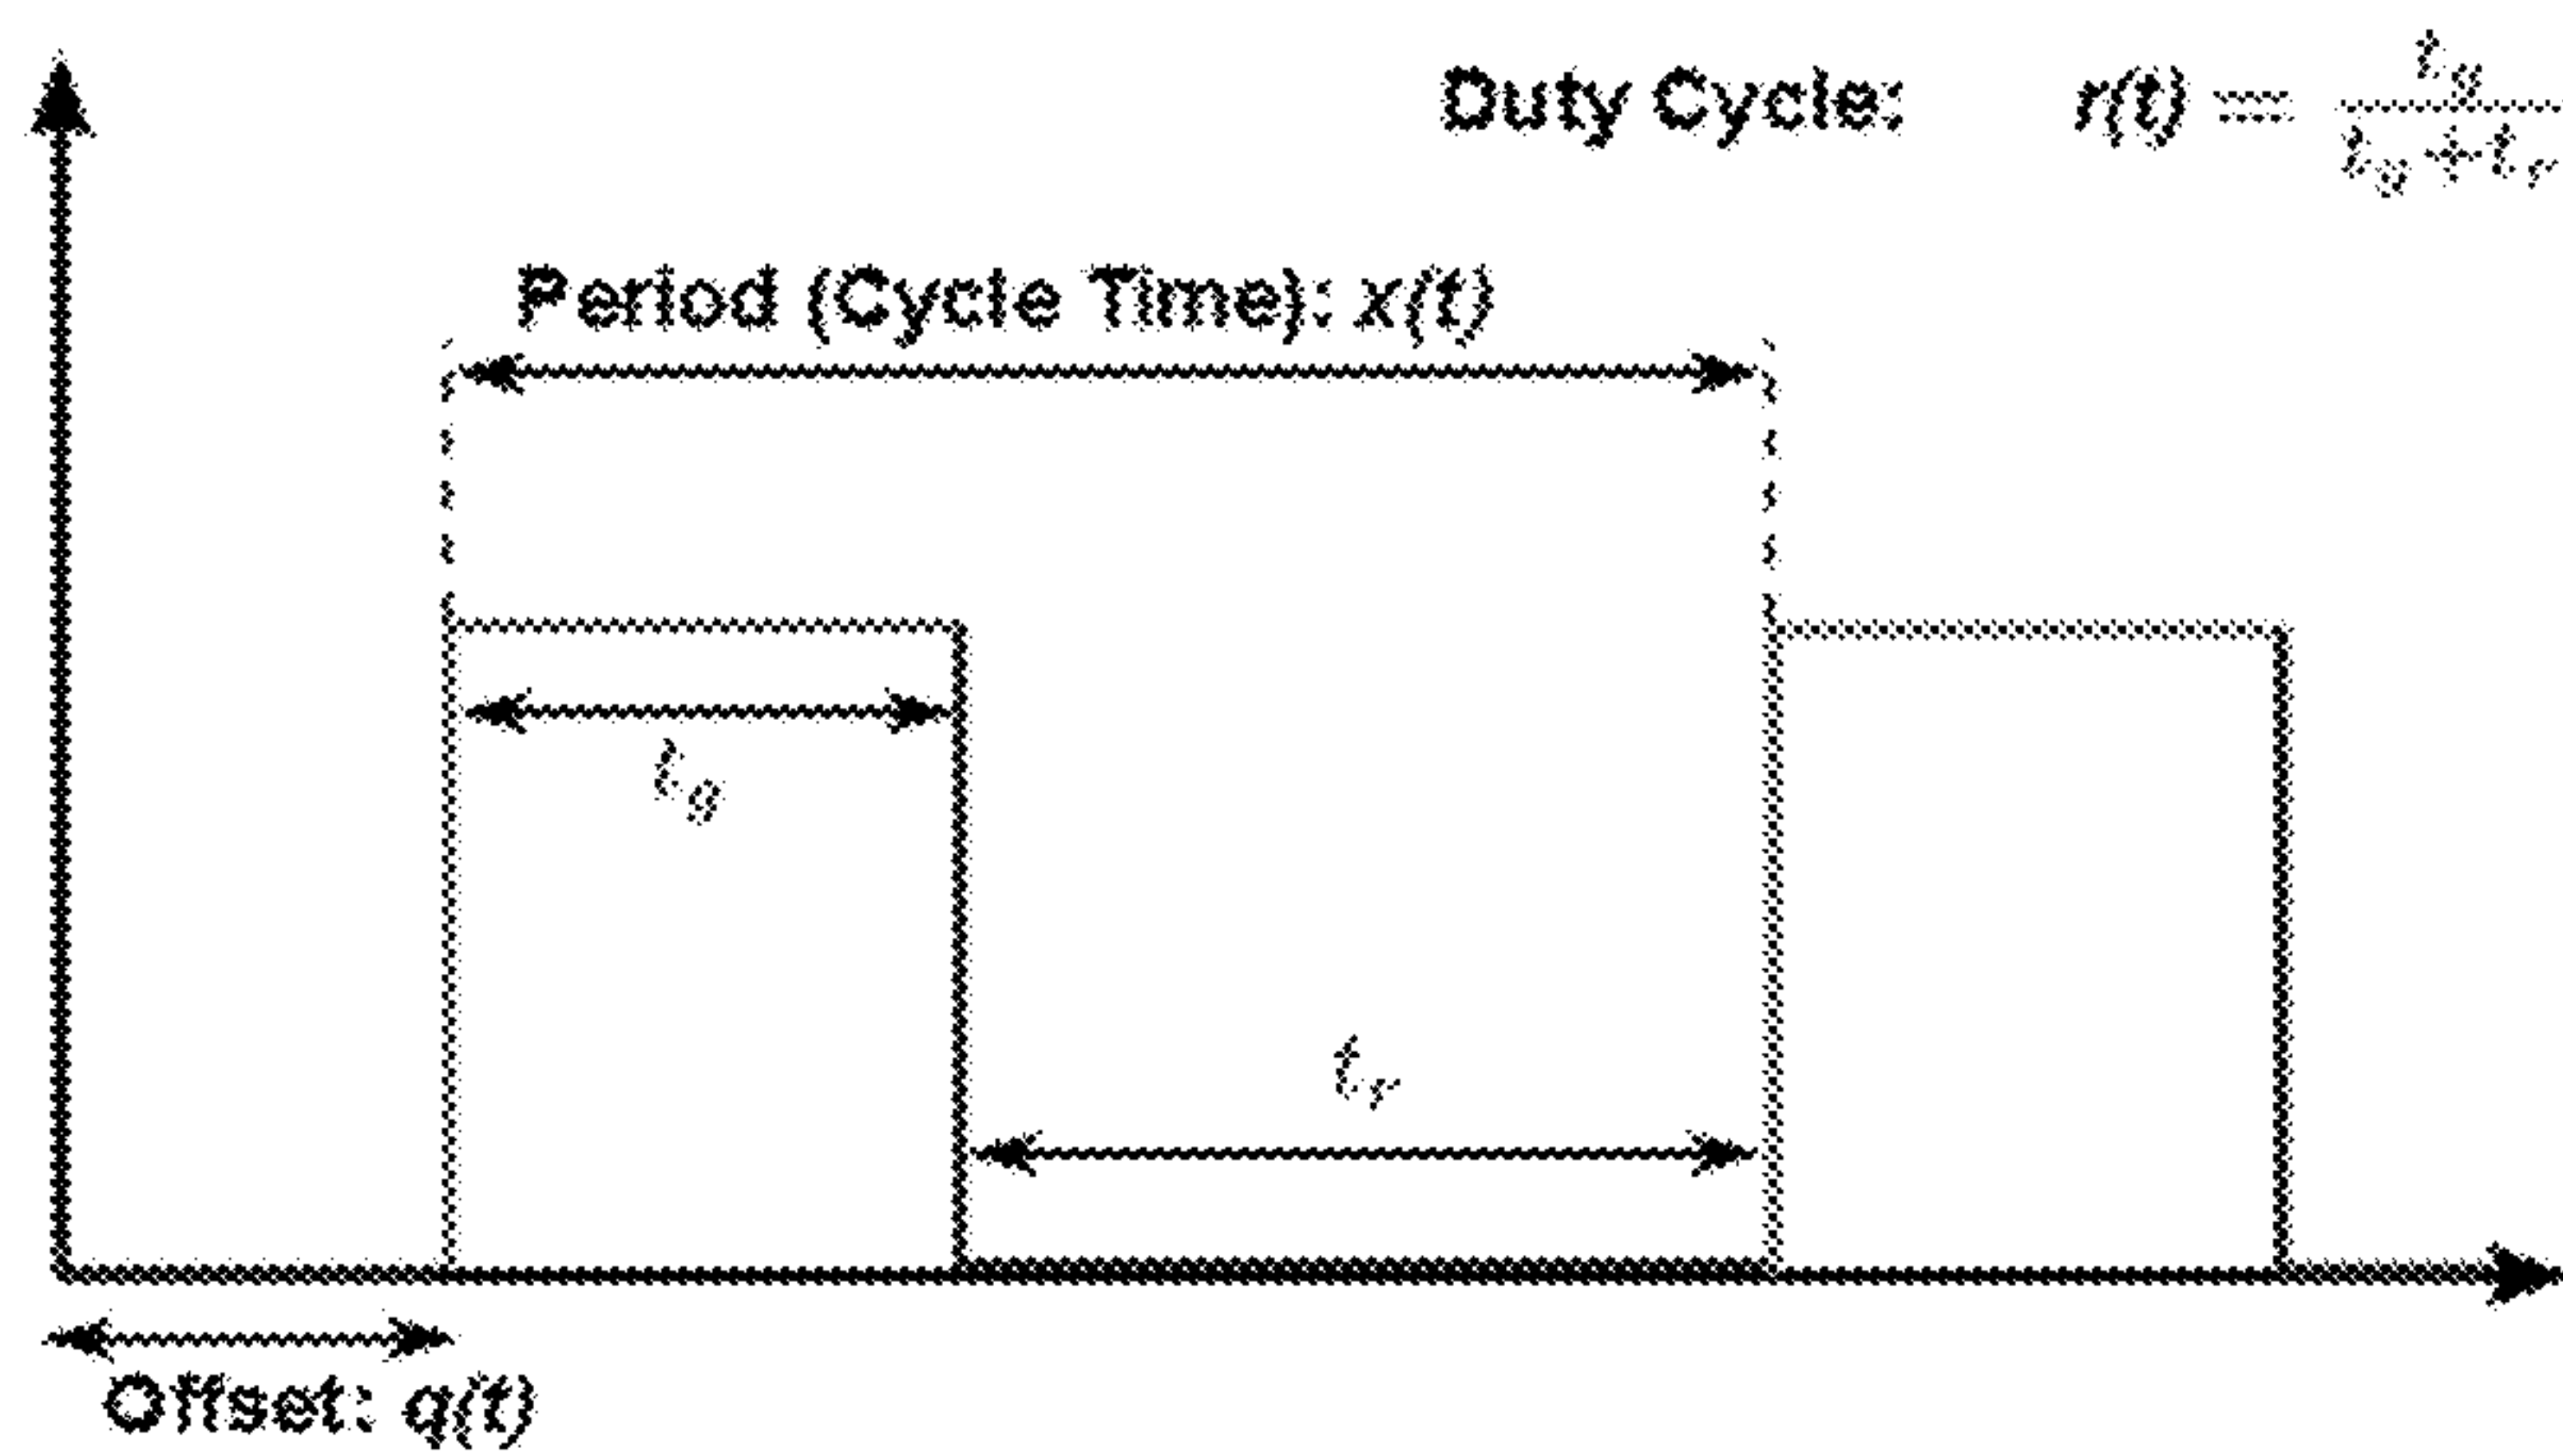 Duty Cycle: r(t) = t_g / (t_g + t_r)
Period (Cycle Time): x(t)
t_g
t_r
Offset: q(t)